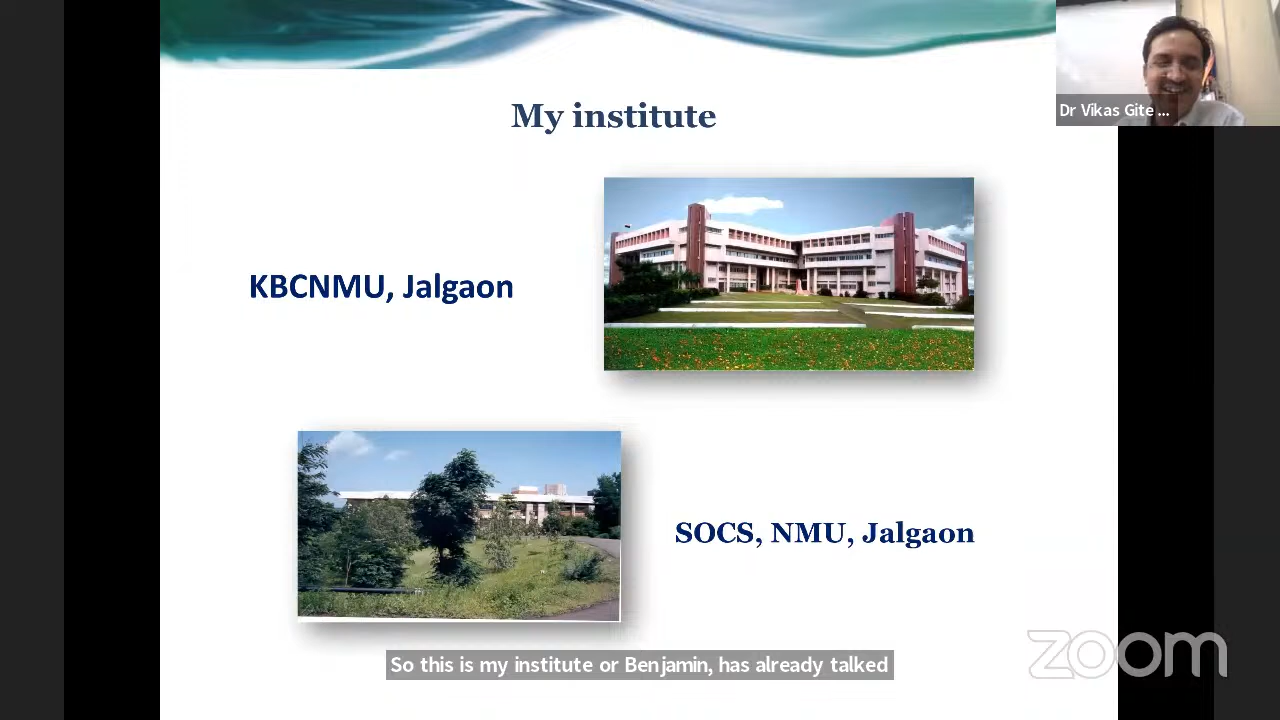 My institute
Dr Vikas Gite ...
KBCNMU, Jalgaon
SOCS, NMU, Jalgaon
So this is my institute or Benjamin, has already talked
zoom